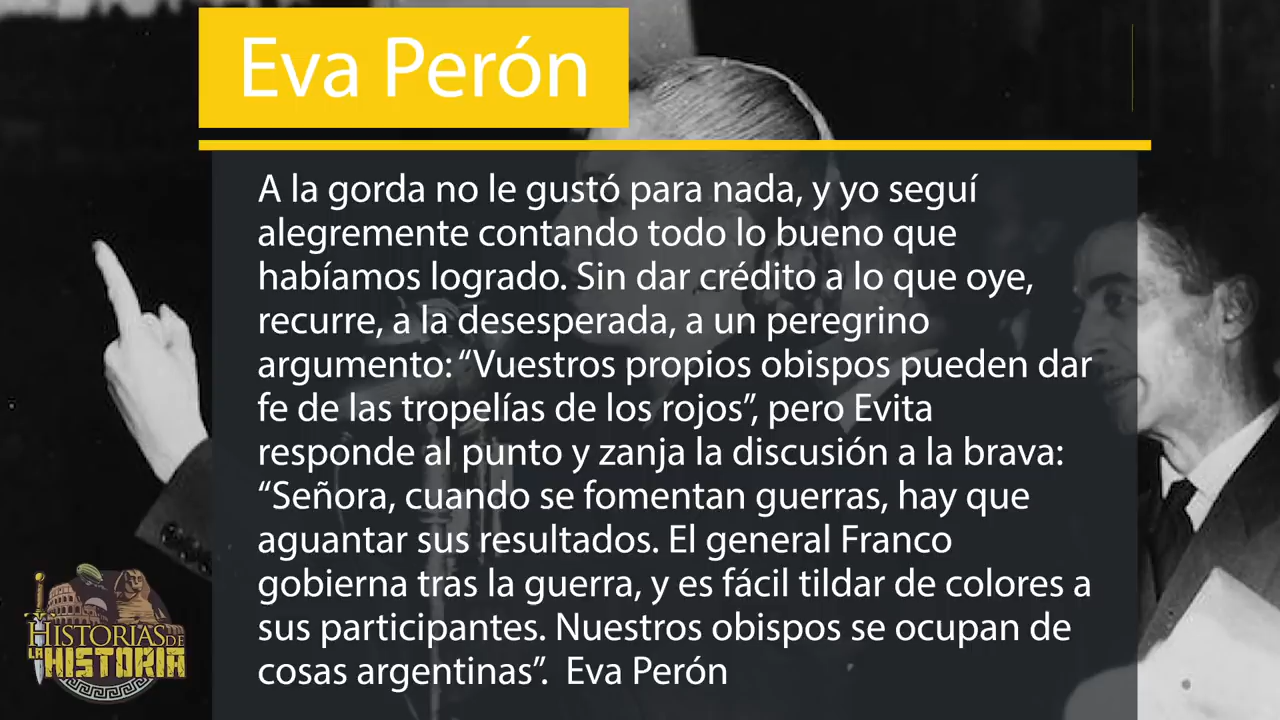 Eva Perón
A la gorda no le gustó para nada, y yo seguí
alegremente contando todo lo bueno que
habíamos logrado. Sin dar crédito a lo que oye,
recurre, a la desesperada, a un peregrino
argumento: “Vuestros propios obispos pueden dar
fe de las tropelías de los rojos”, pero Evita
responde al punto y zanja la discusión a la brava:
“Señora, cuando se fomentan guerras, hay que
aguantar sus resultados. El general Franco
gobierna tras la guerra, y es fácil tildar de colores a
sus participantes. Nuestros obispos se ocupan de
cosas argentinas”.  Eva Perón
HISTORIAS DE
LA HISTORIA